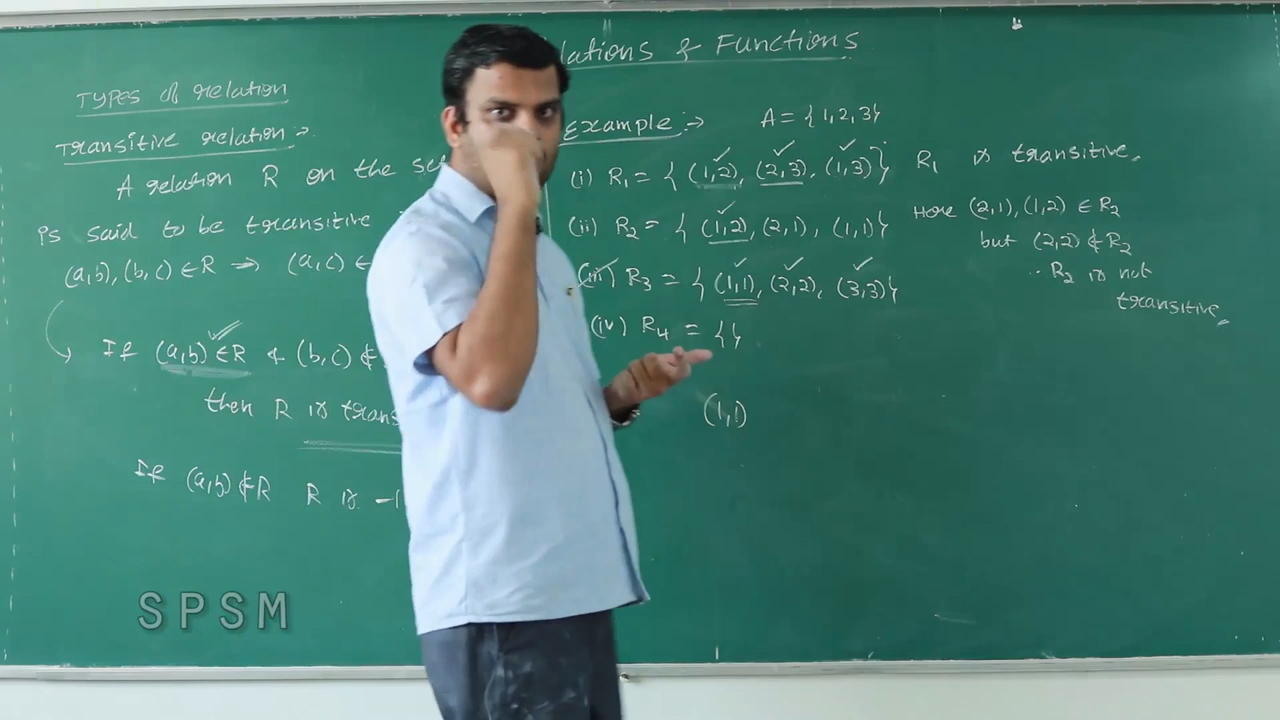 lations & Functions
TYPES of relation
Transitive relation :-
A relation R on the se
is said to be transitive
(a,b), (b,c) ∈ R ⇒ (a,c) ∈
If (a,b) ∈ R & (b,c) ∉
then R is trans
If (a,b) ∉ R R is
Example :-
A = {1,2,3}
(i) R₁ = { (1,2), (2,3), (1,3)} R₁ is transitive.
(ii) R₂ = { (1,2), (2,1), (1,1)}
Here (2,1), (1,2) ∈ R₂
but (2,2) ∉ R₂
∴ R₂ is not
transitive.
(iii) R₃ = { (1,1), (2,2), (3,3)}
(iv) R₄ = { }
(1,1)
SPSM